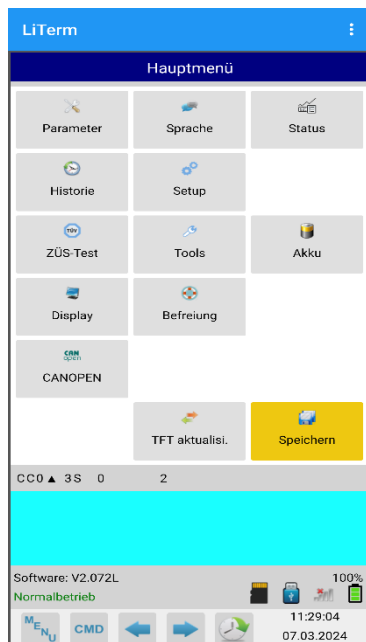 LiTerm
Hauptmenü
Parameter
Sprache
Status
Historie
Setup
TÜV
ZÜS-Test
Tools
Akku
Display
Befreiung
CAN
open
CANOPEN
TFT aktualisi.
Speichern
CC0 ▲ 3S 0 2
Software: V2.072L
100%
Normalbetrieb
MENU
CMD
11:29:04
07.03.2024